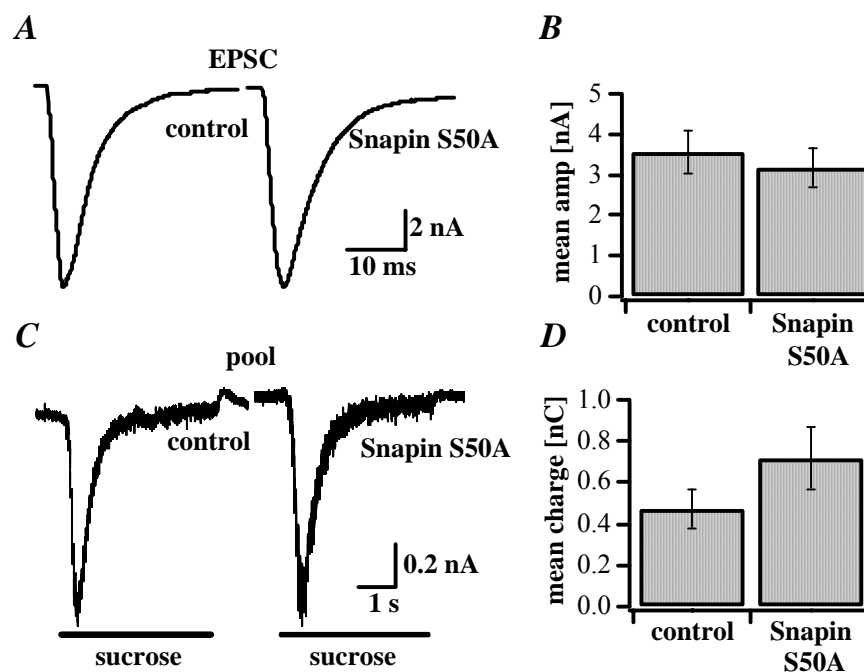 A
EPSC
control
Snapin S50A
2 nA
10 ms
B
mean amp [nA]
5
4
3
2
1
0
control
Snapin
S50A
C
pool
control
Snapin S50A
0.2 nA
1 s
sucrose
sucrose
D
mean charge [nC]
1.0
0.8
0.6
0.4
0.2
0.0
control
Snapin
S50A